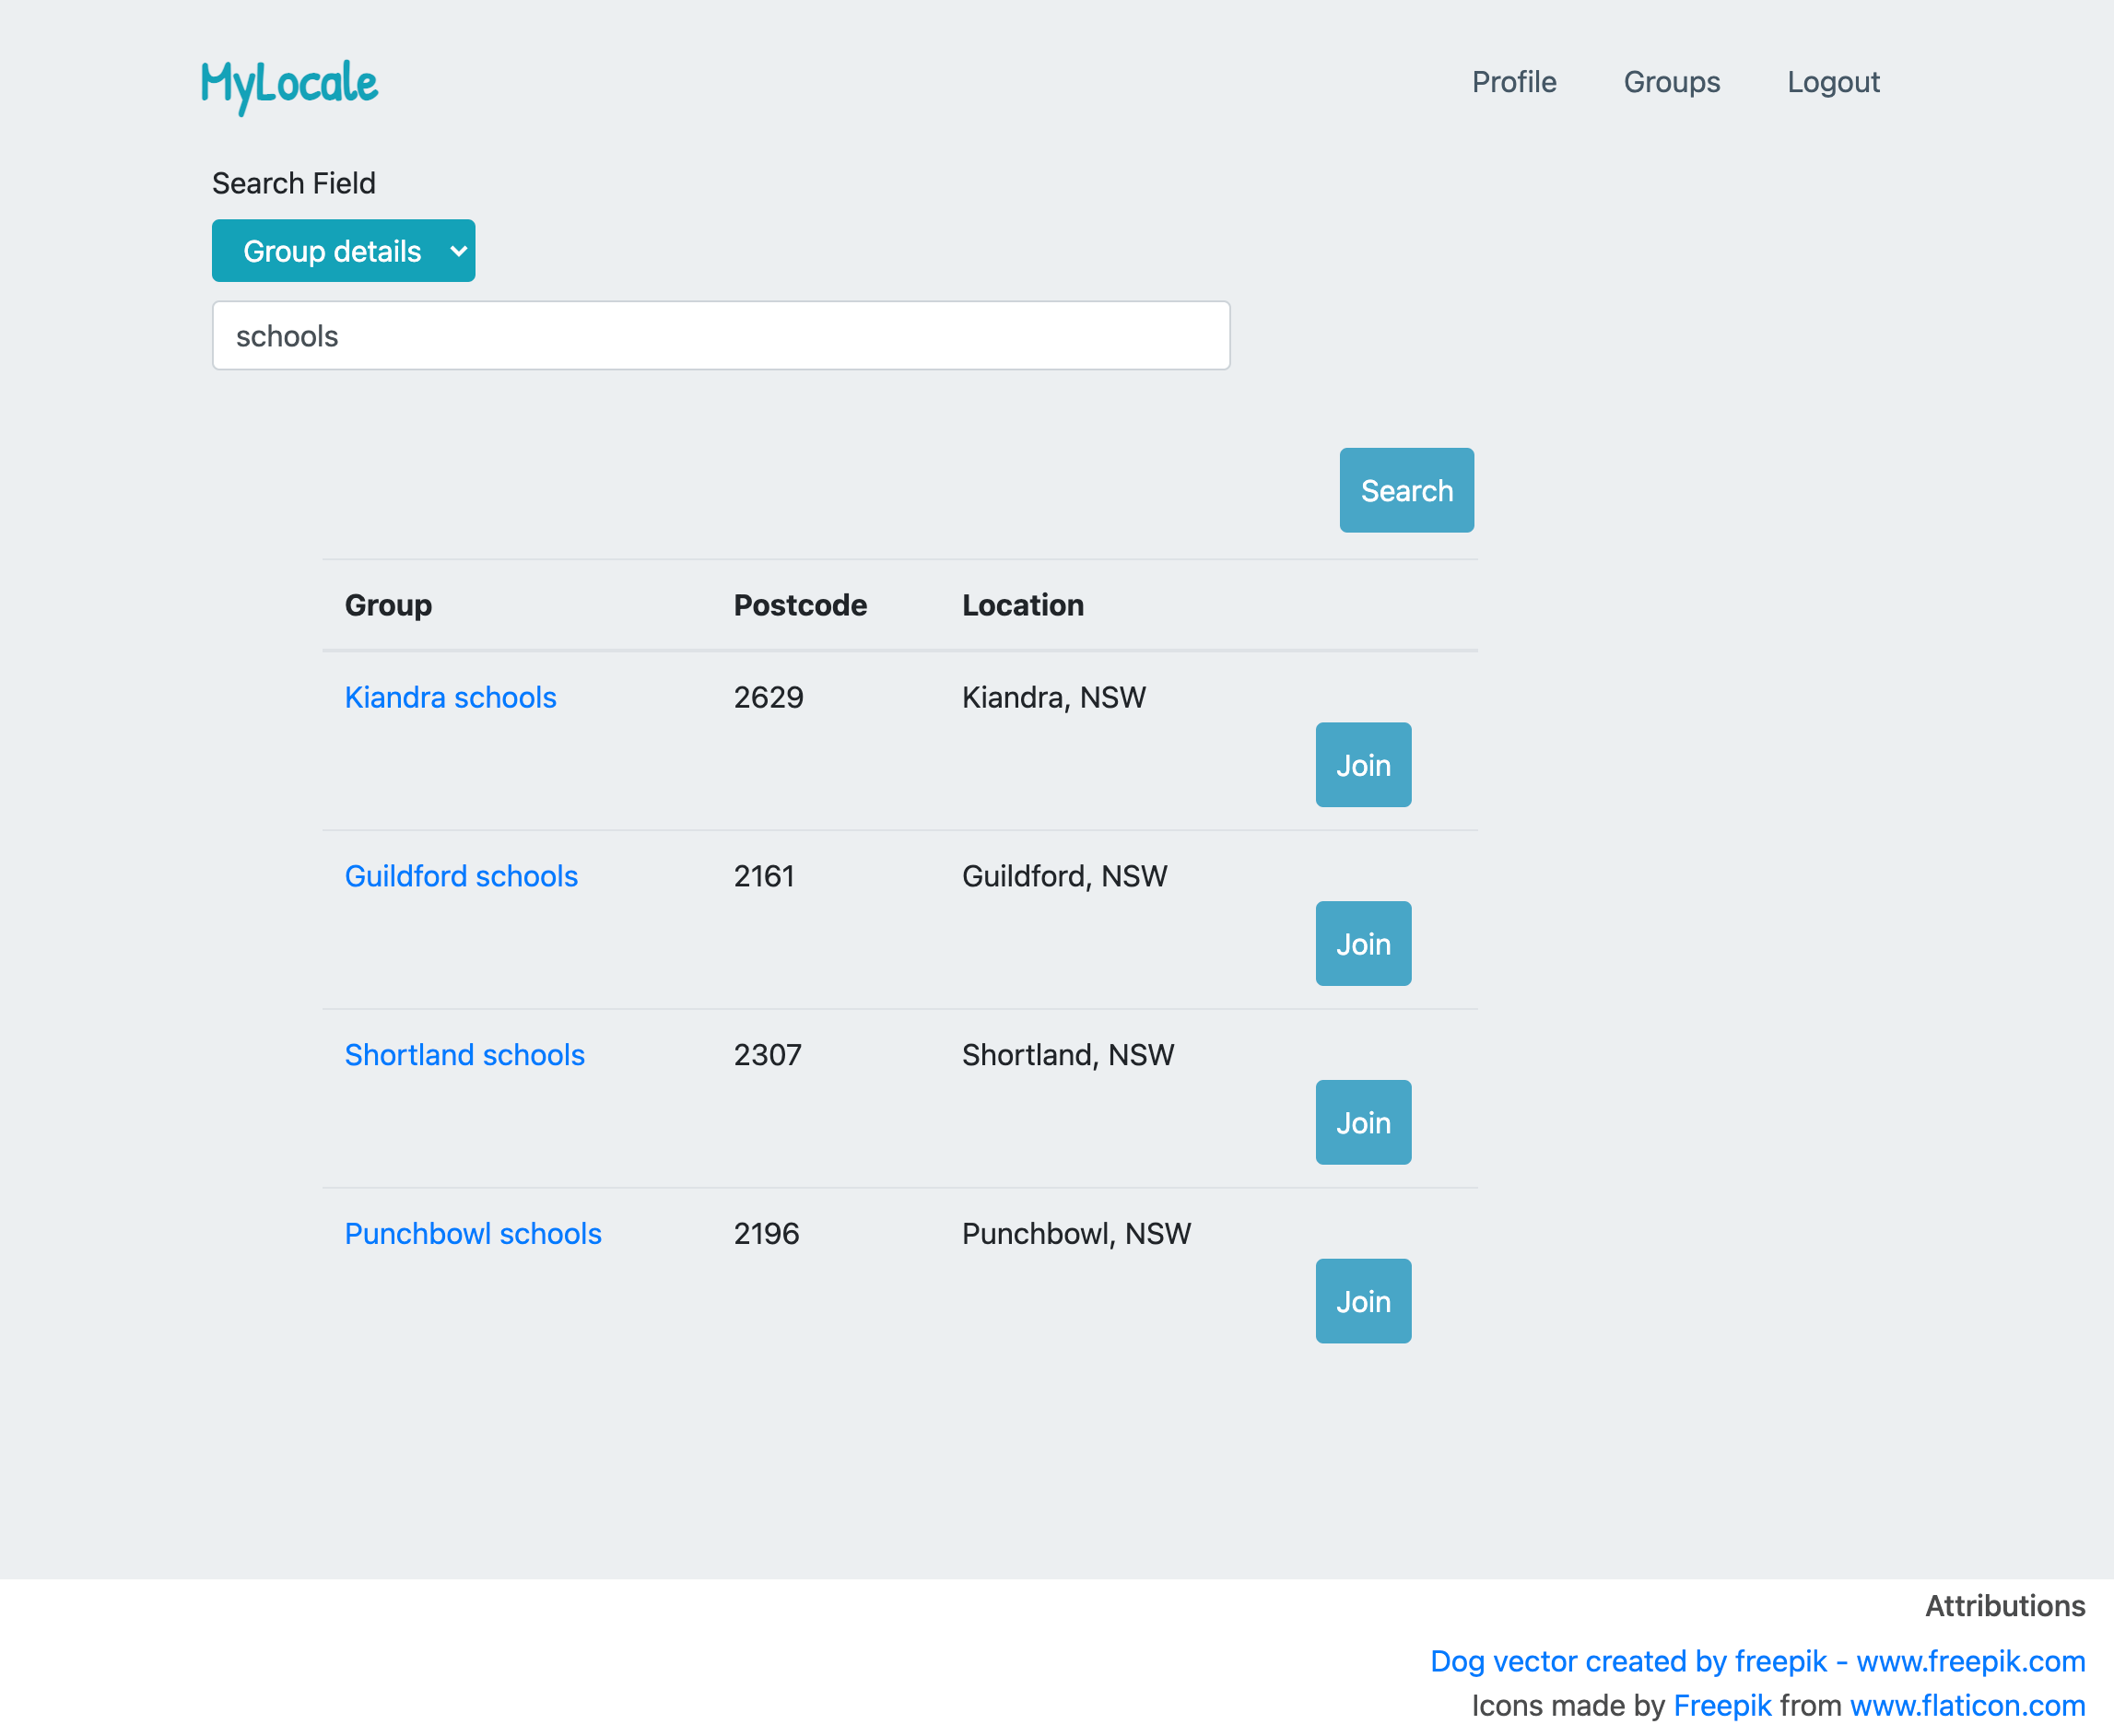 MyLocale Profile Groups Logout
Search Field
Group details
schools
Search
Group Postcode Location
Kiandra schools 2629 Kiandra, NSW
Join
Guildford schools 2161 Guildford, NSW
Join
Shortland schools 2307 Shortland, NSW
Join
Punchbowl schools 2196 Punchbowl, NSW
Join
Attributions
Dog vector created by freepik - www.freepik.com
Icons made by Freepik from www.flaticon.com